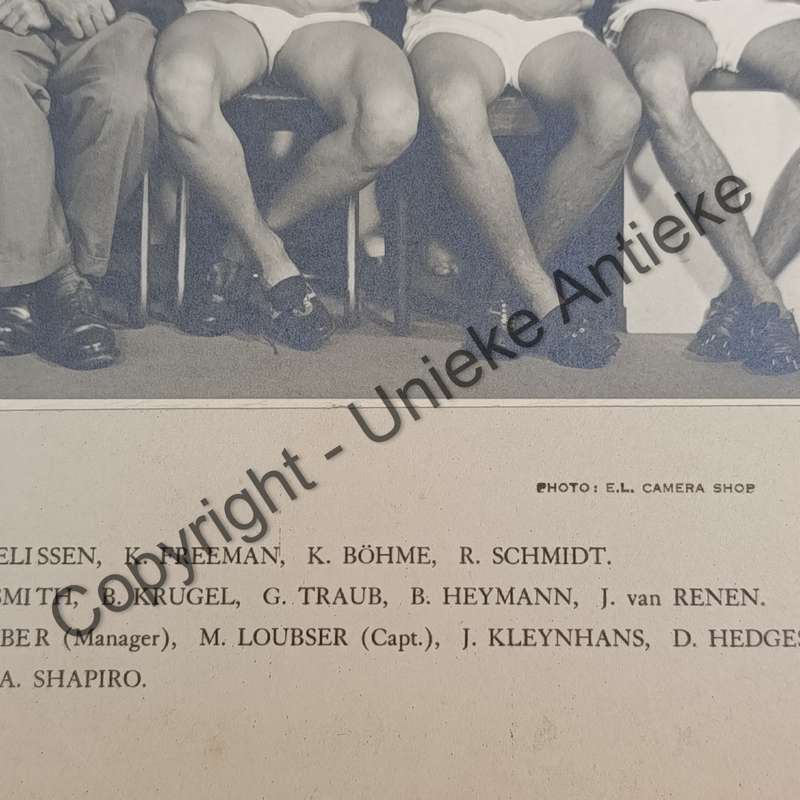 Copyright - Unieke Antieke
PHOTO: E.L. CAMERA SHOP
ELISSEN, K. FREEMAN, K. BÖHME, R. SCHMIDT.
SMITH, B. KRUGEL, G. TRAUB, B. HEYMANN, J. van RENEN.
BER (Manager), M. LOUBSER (Capt.), J. KLEYNHANS, D. HEDGES
A. SHAPIRO.